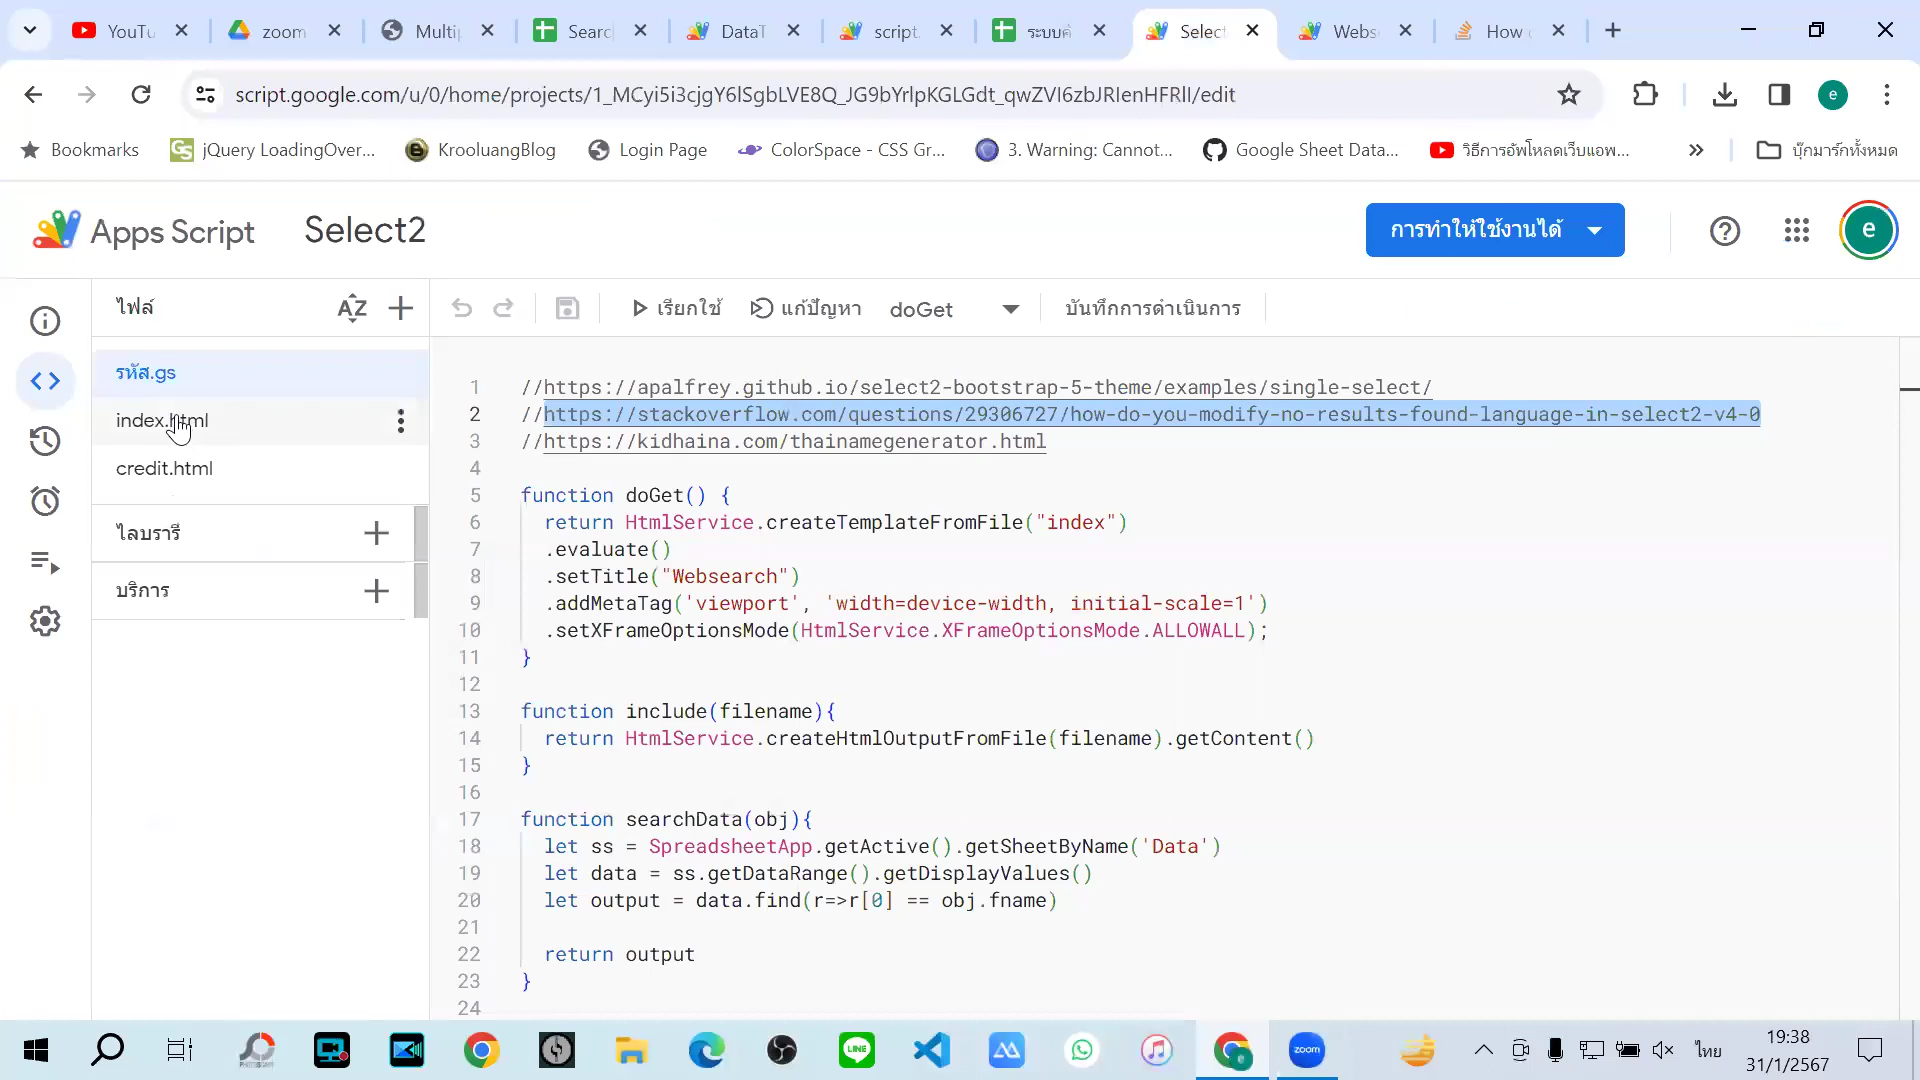 YouTu
zoom
Multi
Searc
DataT
script.
ระบบค้
Select
Webs
How
script.google.com/u/0/home/projects/1_MCyi5i3cjgY6lSgbLVE8Q_JG9bYrlpKGLGdt_qwZVI6zbJRIenHFRlI/edit
e
Bookmarks
jQuery LoadingOver...
KrooluangBlog
Login Page
ColorSpace - CSS Gr...
3. Warning: Cannot...
Google Sheet Data...
วิธีการอัพโหลดเว็บแอพ...
บุ๊กมาร์กทั้งหมด
Apps Script
Select2
การทำให้ใช้งานได้
e
ไฟล์
AZ
เรียกใช้
แก้ปัญหา
doGet
บันทึกการดำเนินการ
รหัส.gs
index.html
credit.html
ไลบรารี
บริการ
1 //https://apalfrey.github.io/select2-bootstrap-5-theme/examples/single-select/
2 //https://stackoverflow.com/questions/29306727/how-do-you-modify-no-results-found-language-in-select2-v4-0
3 //https://kidhaina.com/thainamegenerator.html
4
5 function doGet() {
6 return HtmlService.createTemplateFromFile("index")
7 .evaluate()
8 .setTitle("Websearch")
9 .addMetaTag('viewport', 'width=device-width, initial-scale=1')
10 .setXFrameOptionsMode(HtmlService.XFrameOptionsMode.ALLOWALL);
11 }
12
13 function include(filename){
14 return HtmlService.createHtmlOutputFromFile(filename).getContent()
15 }
16
17 function searchData(obj){
18 let ss = SpreadsheetApp.getActive().getSheetByName('Data')
19 let data = ss.getDataRange().getDisplayValues()
20 let output = data.find(r=>r[0] == obj.fname)
21
22 return output
23 }
24
LINE
zoom
ไทย
19:38
31/1/2567